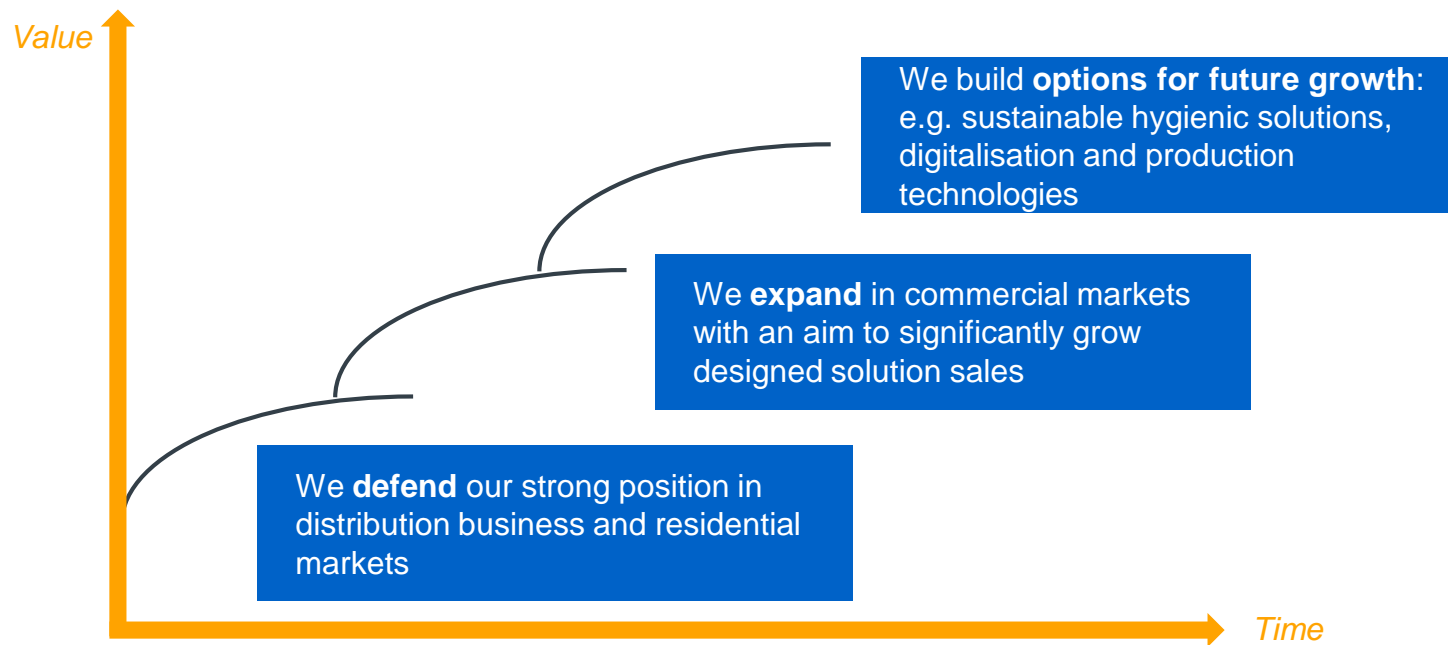 Value
We build options for future growth:
e.g. sustainable hygienic solutions,
digitalisation and production
technologies
We expand in commercial markets
with an aim to significantly grow
designed solution sales
We defend our strong position in
distribution business and residential
markets
Time